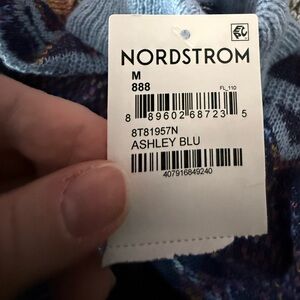 NORDSTROM
M
888
FL_110
8 89602 68723 5
8T81957N
ASHLEY BLU
407916849240